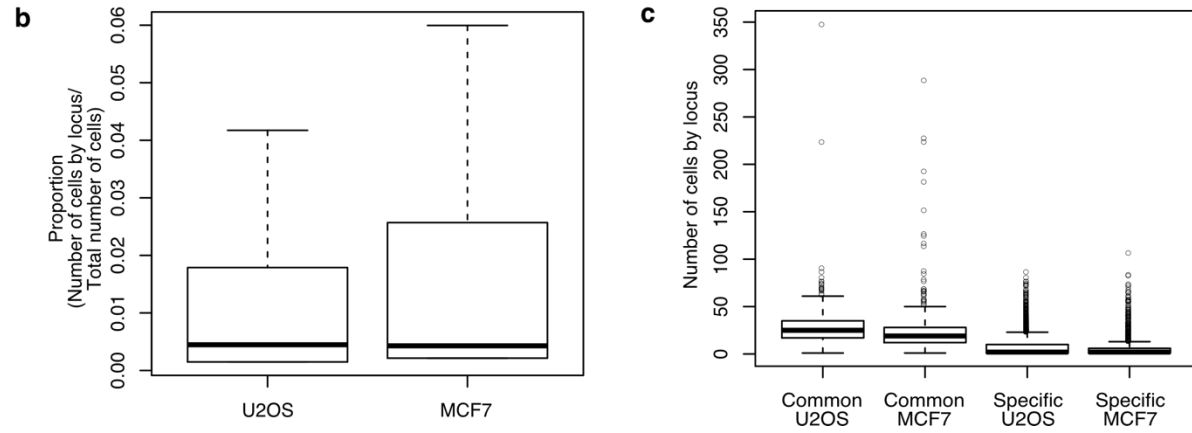 b
Proportion
(Number of cells by locus/
Total number of cells)
0.06
0.05
0.04
0.03
0.02
0.01
0.00
U2OS
MCF7
c
Number of cells by locus
350
300
250
200
150
100
50
0
Common
U2OS
Common
MCF7
Specific
U2OS
Specific
MCF7